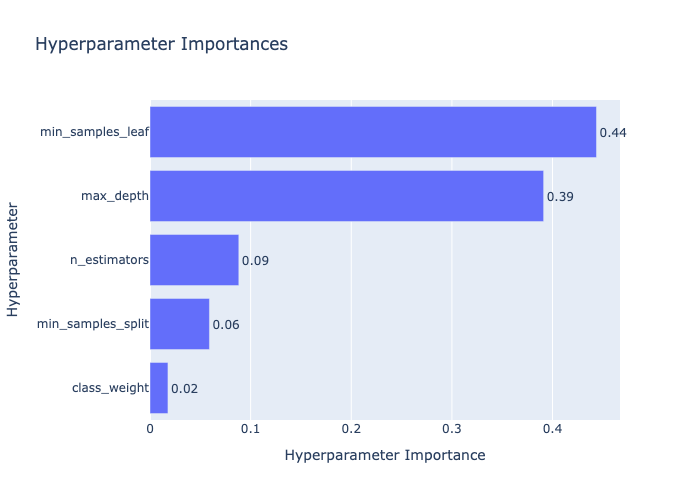 Hyperparameter Importances
Hyperparameter
min_samples_leaf
0.44
max_depth
0.39
n_estimators
0.09
min_samples_split
0.06
class_weight
0.02
0 0.1 0.2 0.3 0.4
Hyperparameter Importance